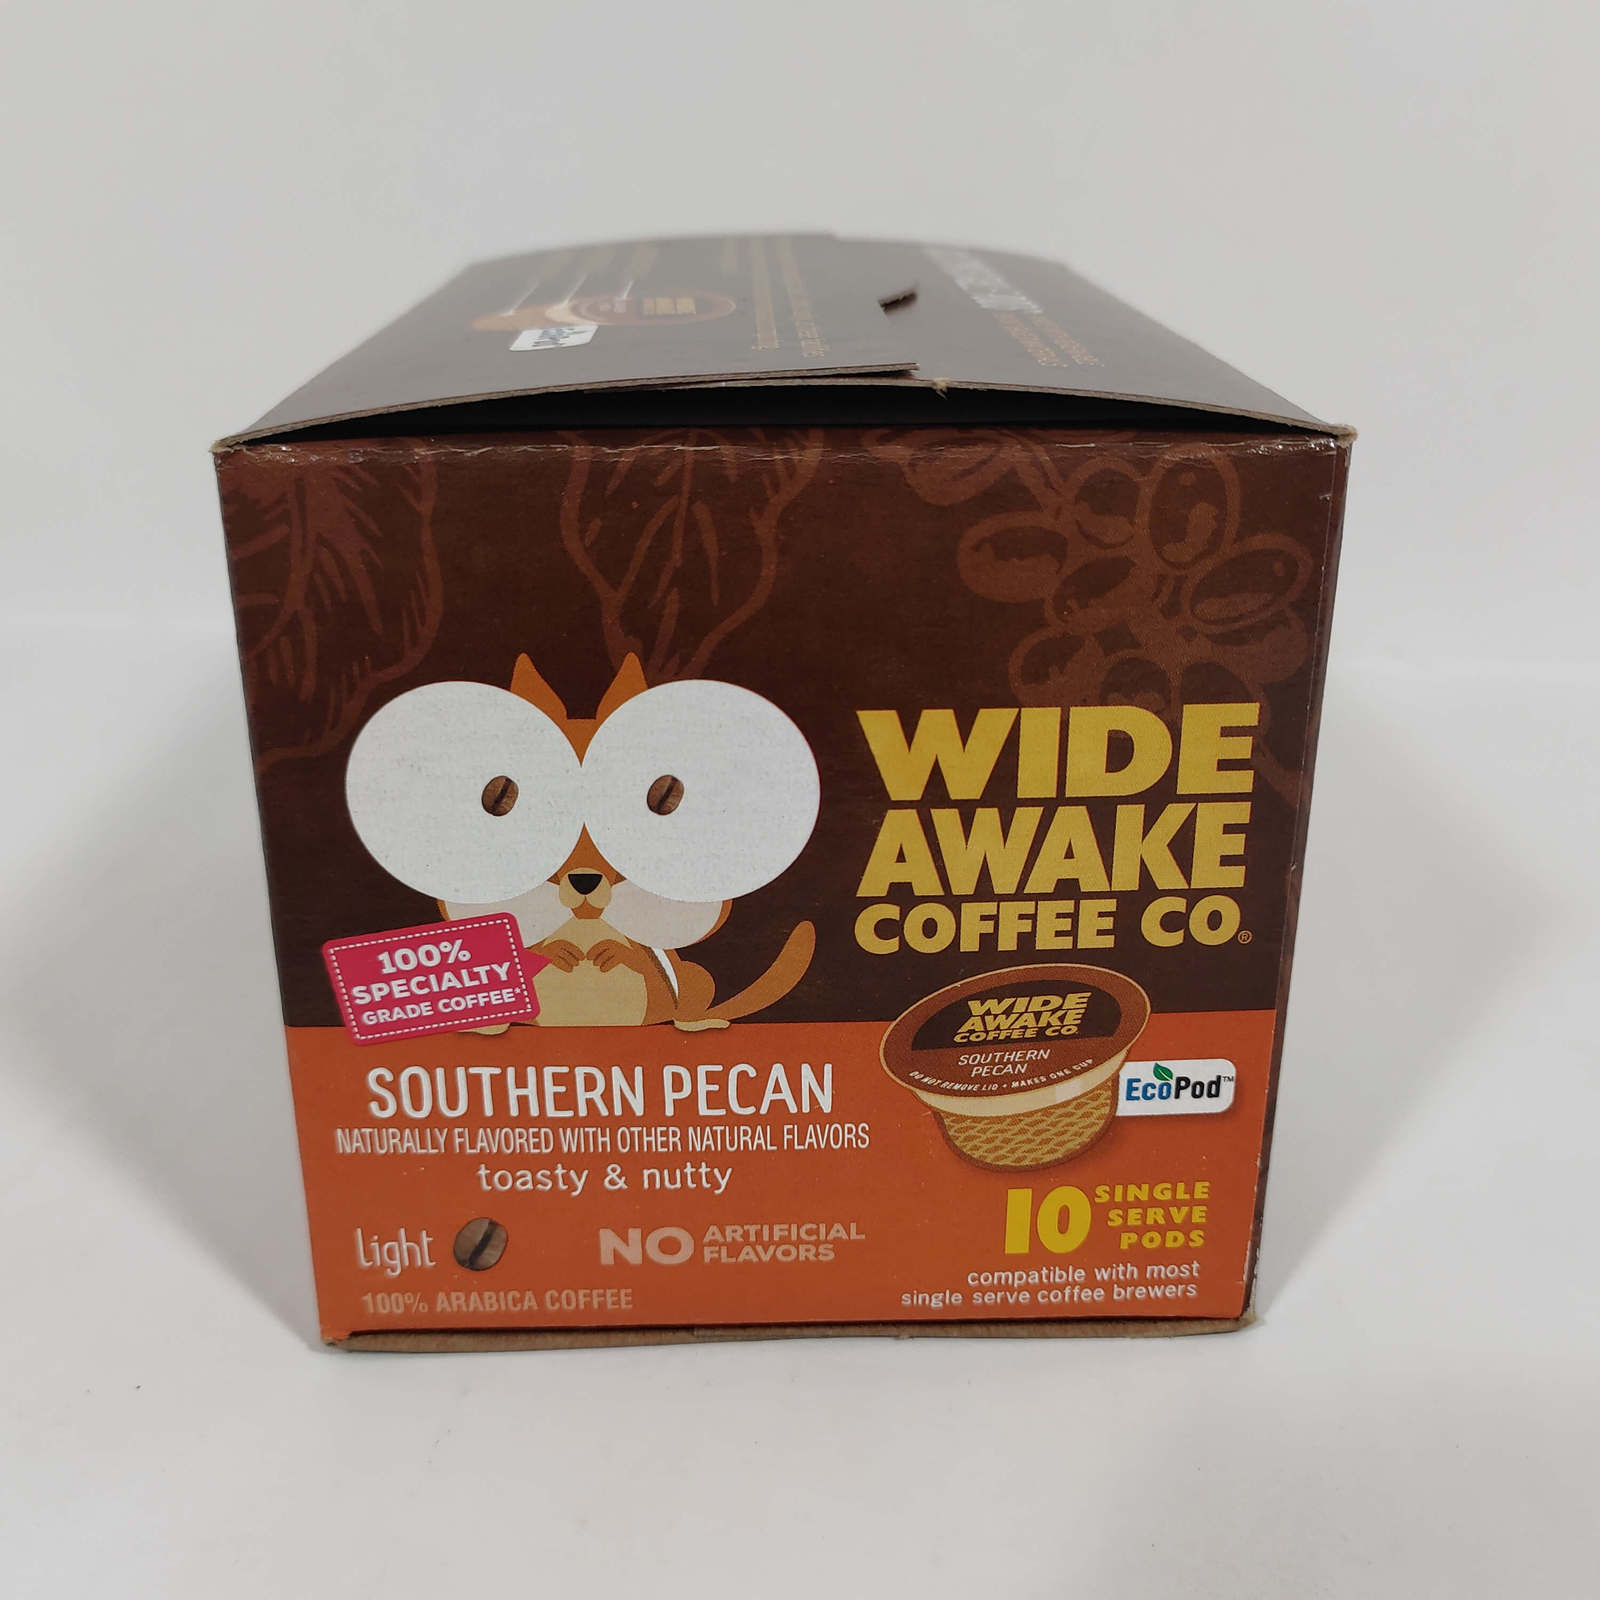 WIDE
AWAKE
COFFEE CO.®
100%
SPECIALTY
GRADE COFFEE*
WIDE
AWAKE
COFFEE CO.
SOUTHERN
PECAN
DO NOT REMOVE LID • MAKES ONE CUP
EcoPod™
SOUTHERN PECAN
NATURALLY FLAVORED WITH OTHER NATURAL FLAVORS
toasty & nutty
light
NO ARTIFICIAL
FLAVORS
100% ARABICA COFFEE
10 SINGLE
SERVE
PODS
compatible with most
single serve coffee brewers